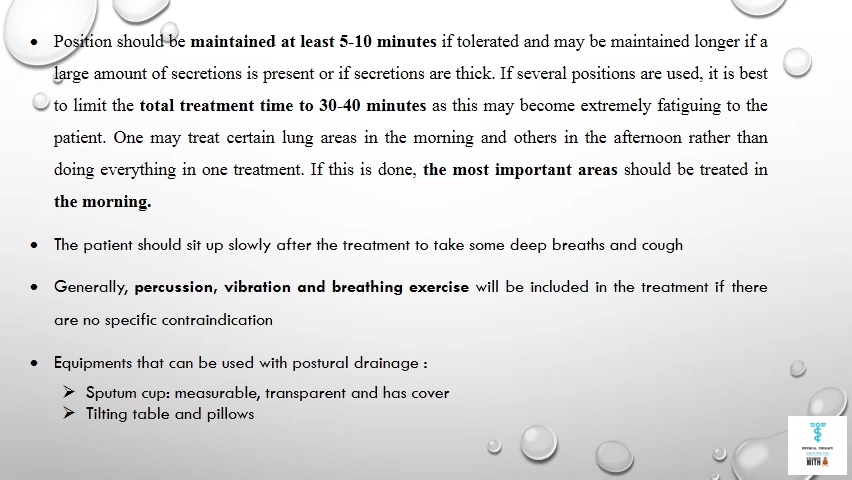 • Position should be maintained at least 5-10 minutes if tolerated and may be maintained longer if a
large amount of secretions is present or if secretions are thick. If several positions are used, it is best
to limit the total treatment time to 30-40 minutes as this may become extremely fatiguing to the
patient. One may treat certain lung areas in the morning and others in the afternoon rather than
doing everything in one treatment. If this is done, the most important areas should be treated in
the morning.
• The patient should sit up slowly after the treatment to take some deep breaths and cough
• Generally, percussion, vibration and breathing exercise will be included in the treatment if there
are no specific contraindication
• Equipments that can be used with postural drainage :
➢ Sputum cup: measurable, transparent and has cover
➢ Tilting table and pillows
PHYSICAL THERAPY
WITH